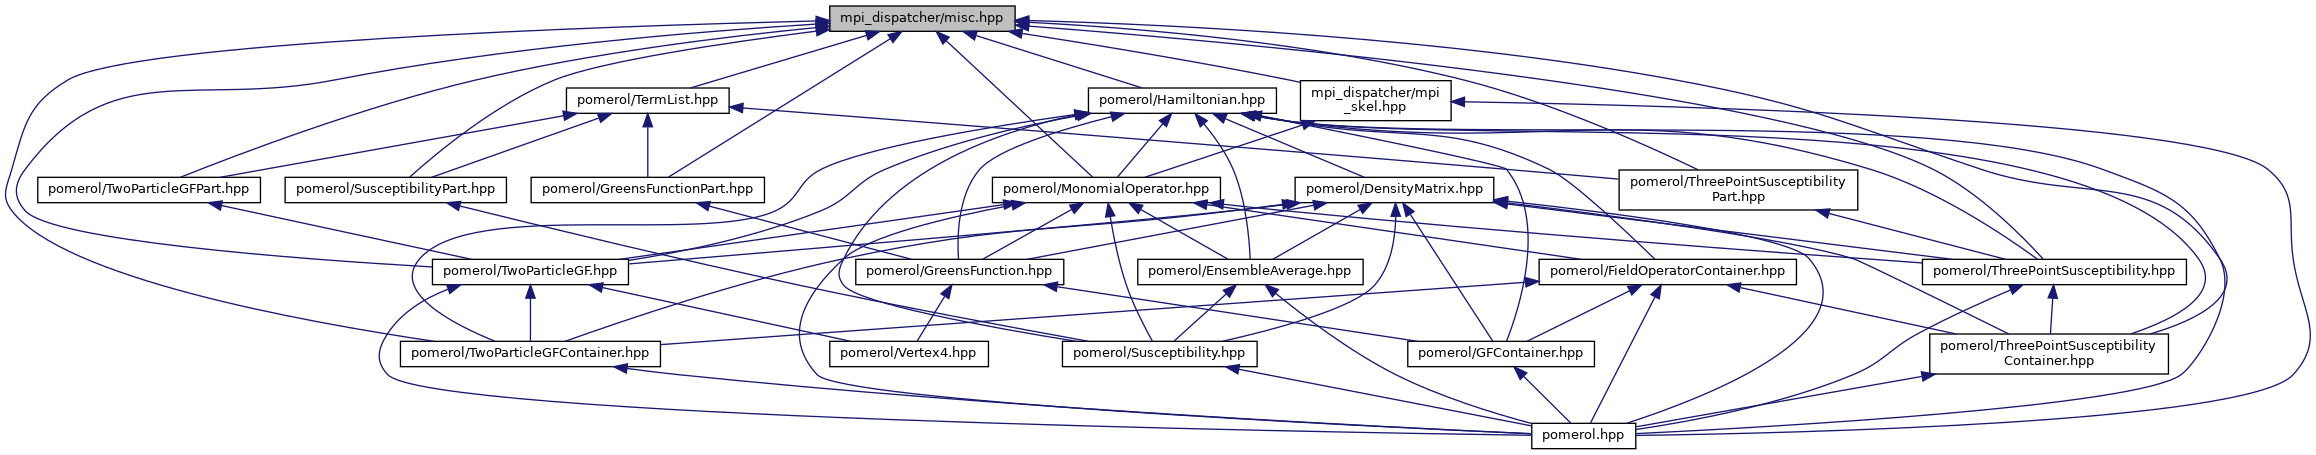 mpi_dispatcher/misc.hpp
pomerol/TermList.hpp
pomerol/Hamiltonian.hpp
mpi_dispatcher/mpi
_skel.hpp
pomerol/TwoParticleGFPart.hpp
pomerol/SusceptibilityPart.hpp
pomerol/GreensFunctionPart.hpp
pomerol/MonomialOperator.hpp
pomerol/DensityMatrix.hpp
pomerol/ThreePointSusceptibility
Part.hpp
pomerol/TwoParticleGF.hpp
pomerol/GreensFunction.hpp
pomerol/EnsembleAverage.hpp
pomerol/FieldOperatorContainer.hpp
pomerol/ThreePointSusceptibility.hpp
pomerol/TwoParticleGFContainer.hpp
pomerol/Vertex4.hpp
pomerol/Susceptibility.hpp
pomerol/GFContainer.hpp
pomerol/ThreePointSusceptibility
Container.hpp
pomerol.hpp